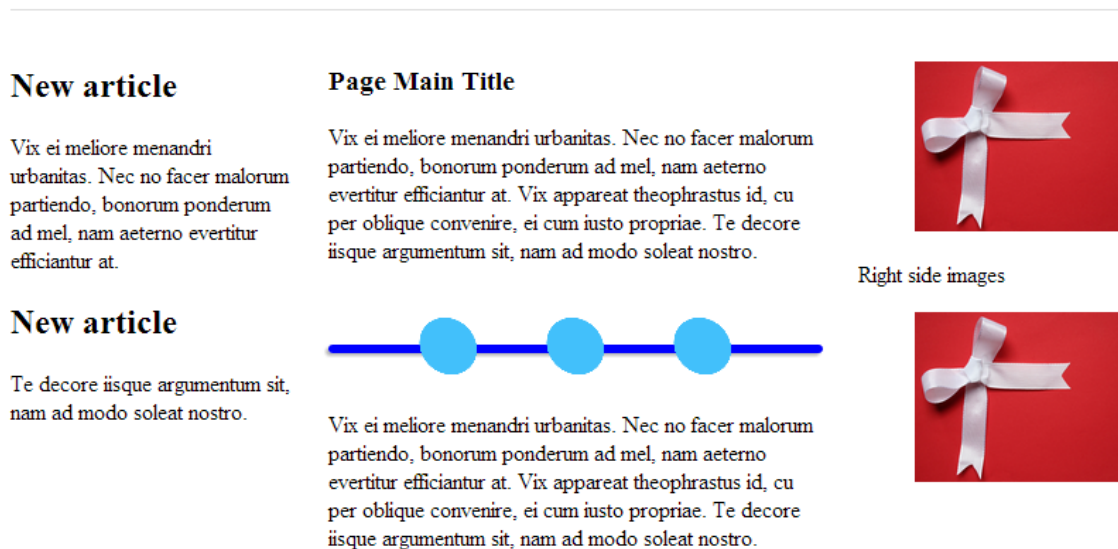 New article
Vix ei meliore menandri
urbanitas. Nec no facer malorum
partiendo, bonorum ponderum
ad mel, nam aeterno evertitur
efficiantur at.
New article
Te decore iisque argumentum sit,
nam ad modo soleat nostro.
Page Main Title
Vix ei meliore menandri urbanitas. Nec no facer malorum
partiendo, bonorum ponderum ad mel, nam aeterno
evertitur efficiantur at. Vix appareat theophrastus id, cu
per oblique convenire, ei cum iusto propriae. Te decore
iisque argumentum sit, nam ad modo soleat nostro.
Vix ei meliore menandri urbanitas. Nec no facer malorum
partiendo, bonorum ponderum ad mel, nam aeterno
evertitur efficiantur at. Vix appareat theophrastus id, cu
per oblique convenire, ei cum iusto propriae. Te decore
iisque argumentum sit, nam ad modo soleat nostro.
Right side images